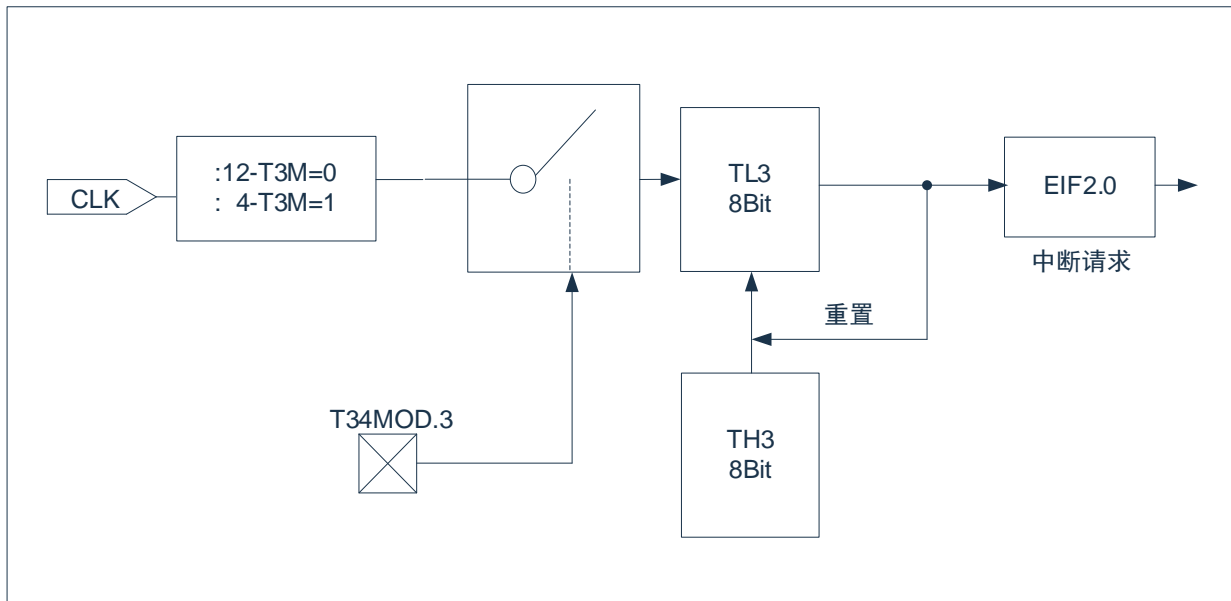 CLK
:12-T3M=0
: 4-T3M=1
TL3
8Bit
EIF2.0
中断请求
重置
T34MOD.3
TH3
8Bit